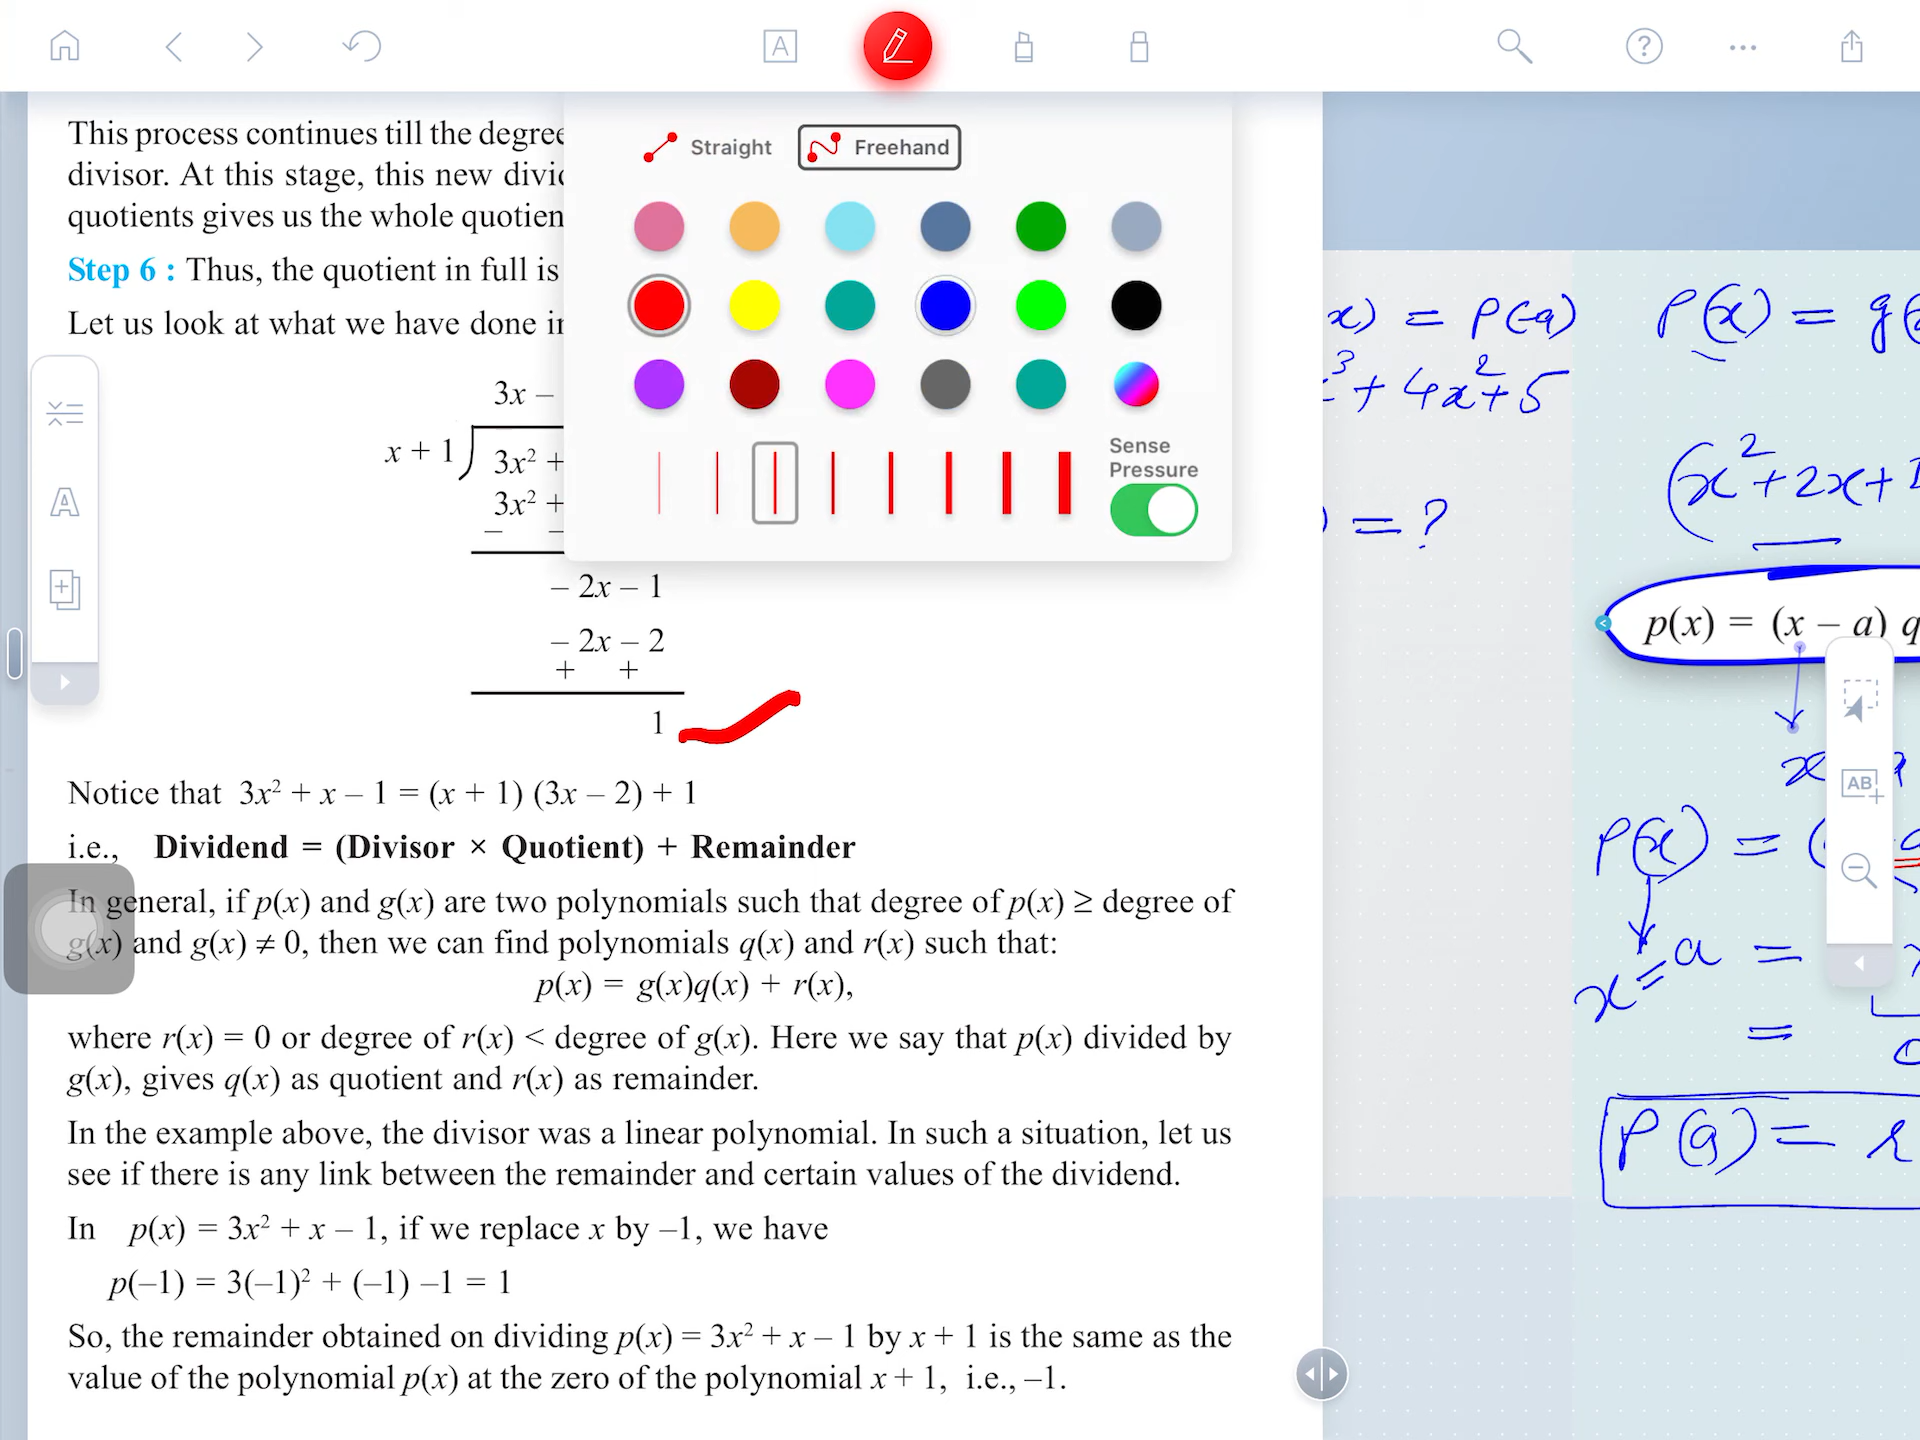 A
Straight
Freehand
Sense
Pressure
This process continues till the degree
divisor. At this stage, this new
quotients gives us the whole
Step 6 : Thus, the quotient in full is
Let us look at what we have done
3x –
x + 1
3x² +
3x² +
– –
– 2x – 1
– 2x – 2
+ +
1
Notice that 3x² + x – 1 = (x + 1) (3x – 2) + 1
i.e., Dividend = (Divisor × Quotient) + Remainder
In general, if p(x) and g(x) are two polynomials such that degree of p(x) ≥ degree of
g(x) and g(x) ≠ 0, then we can find polynomials q(x) and r(x) such that:
p(x) = g(x)q(x) + r(x),
where r(x) = 0 or degree of r(x) < degree of g(x). Here we say that p(x) divided by
g(x), gives q(x) as quotient and r(x) as remainder.
In the example above, the divisor was a linear polynomial. In such a situation, let us
see if there is any link between the remainder and certain values of the dividend.
In p(x) = 3x² + x – 1, if we replace x by –1, we have
p(–1) = 3(–1)² + (–1) –1 = 1
So, the remainder obtained on dividing p(x) = 3x² + x – 1 by x + 1 is the same as the
value of the polynomial p(x) at the zero of the polynomial x + 1, i.e., –1.
x) = p(-a)
³ + 4x² + 5
) = ?
p(x) = g(
(x² + 2x +
p(x) = (x – a) q
x
p(x) = (
x = a =
=
p(a) = r
A
AB